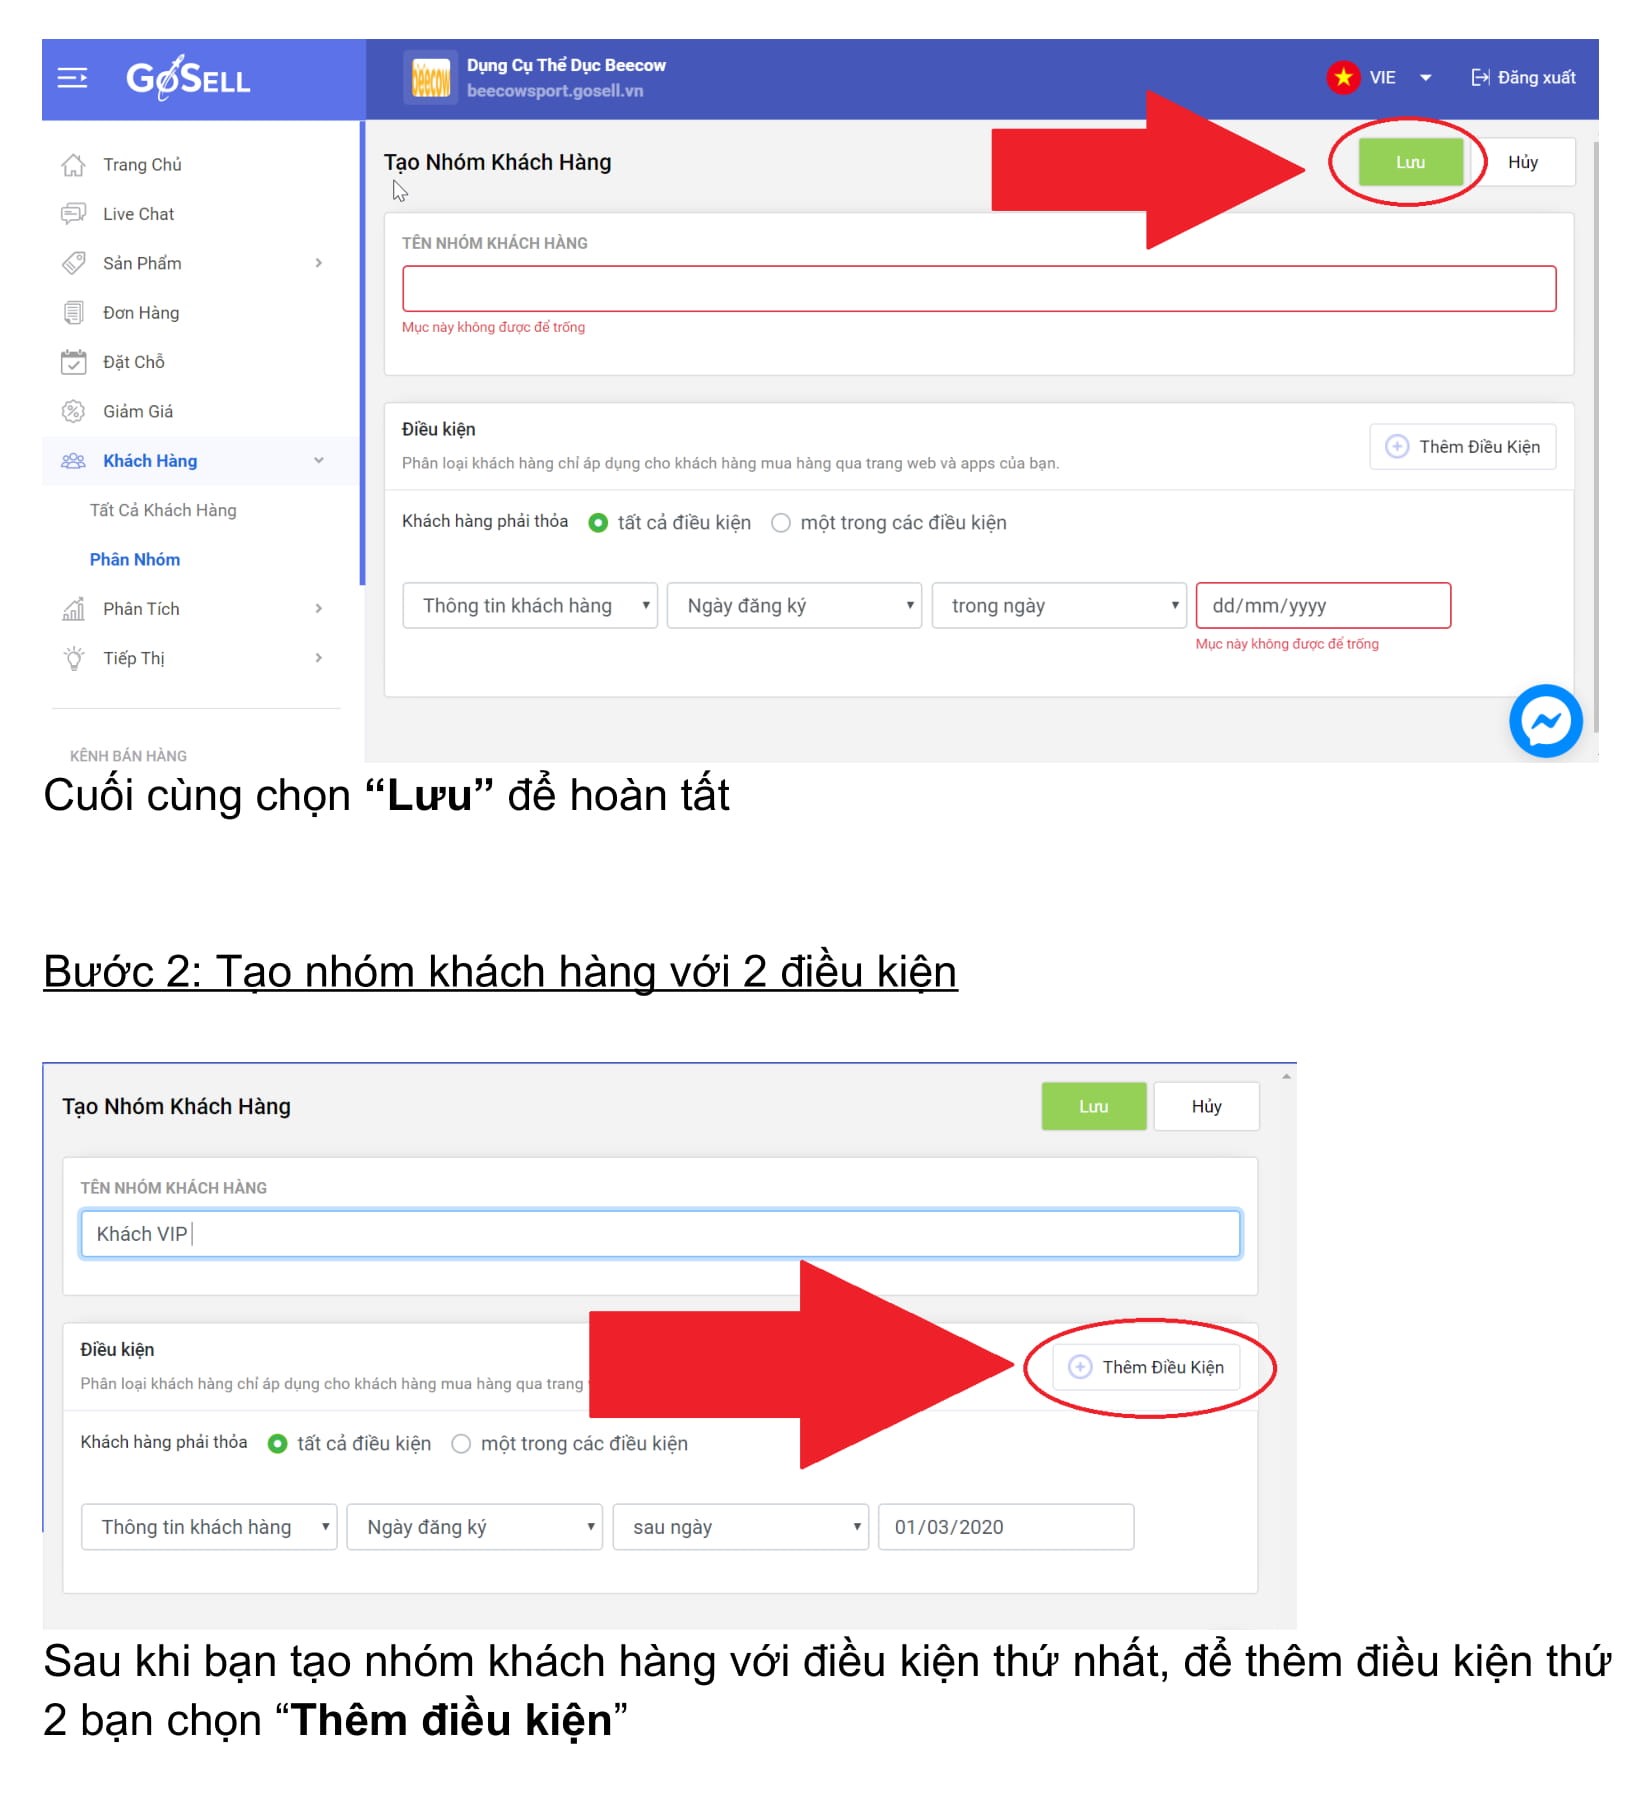 GoSELL
beecow
Dụng Cụ Thể Dục Beecow
beecowsport.gosell.vn
VIE
Đăng xuất
Trang Chủ
Live Chat
Sản Phẩm
Đơn Hàng
Đặt Chỗ
Giảm Giá
Khách Hàng
Tất Cả Khách Hàng
Phân Nhóm
Phân Tích
Tiếp Thị
KÊNH BÁN HÀNG
Tạo Nhóm Khách Hàng
Lưu
Hủy
TÊN NHÓM KHÁCH HÀNG
Mục này không được để trống
Điều kiện
Phân loại khách hàng chỉ áp dụng cho khách hàng mua hàng qua trang web và apps của bạn.
Thêm Điều Kiện
Khách hàng phải thỏa tất cả điều kiện một trong các điều kiện
Thông tin khách hàng Ngày đăng ký trong ngày dd/mm/yyyy
Mục này không được để trống
Cuối cùng chọn “Lưu” để hoàn tất
Bước 2: Tạo nhóm khách hàng với 2 điều kiện
Tạo Nhóm Khách Hàng
Lưu
Hủy
TÊN NHÓM KHÁCH HÀNG
Khách VIP
Điều kiện
Phân loại khách hàng chỉ áp dụng cho khách hàng mua hàng qua trang
Thêm Điều Kiện
Khách hàng phải thỏa tất cả điều kiện một trong các điều kiện
Thông tin khách hàng Ngày đăng ký sau ngày 01/03/2020
Sau khi bạn tạo nhóm khách hàng với điều kiện thứ nhất, để thêm điều kiện thứ
2 bạn chọn “Thêm điều kiện”